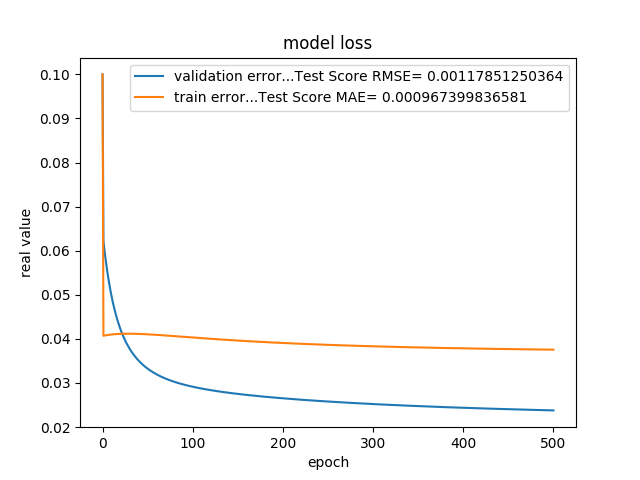 model loss
validation error...Test Score RMSE= 0.00117851250364
train error...Test Score MAE= 0.000967399836581
0.10
0.09
0.08
0.07
0.06
0.05
0.04
0.03
0.02
real value
0 100 200 300 400 500
epoch